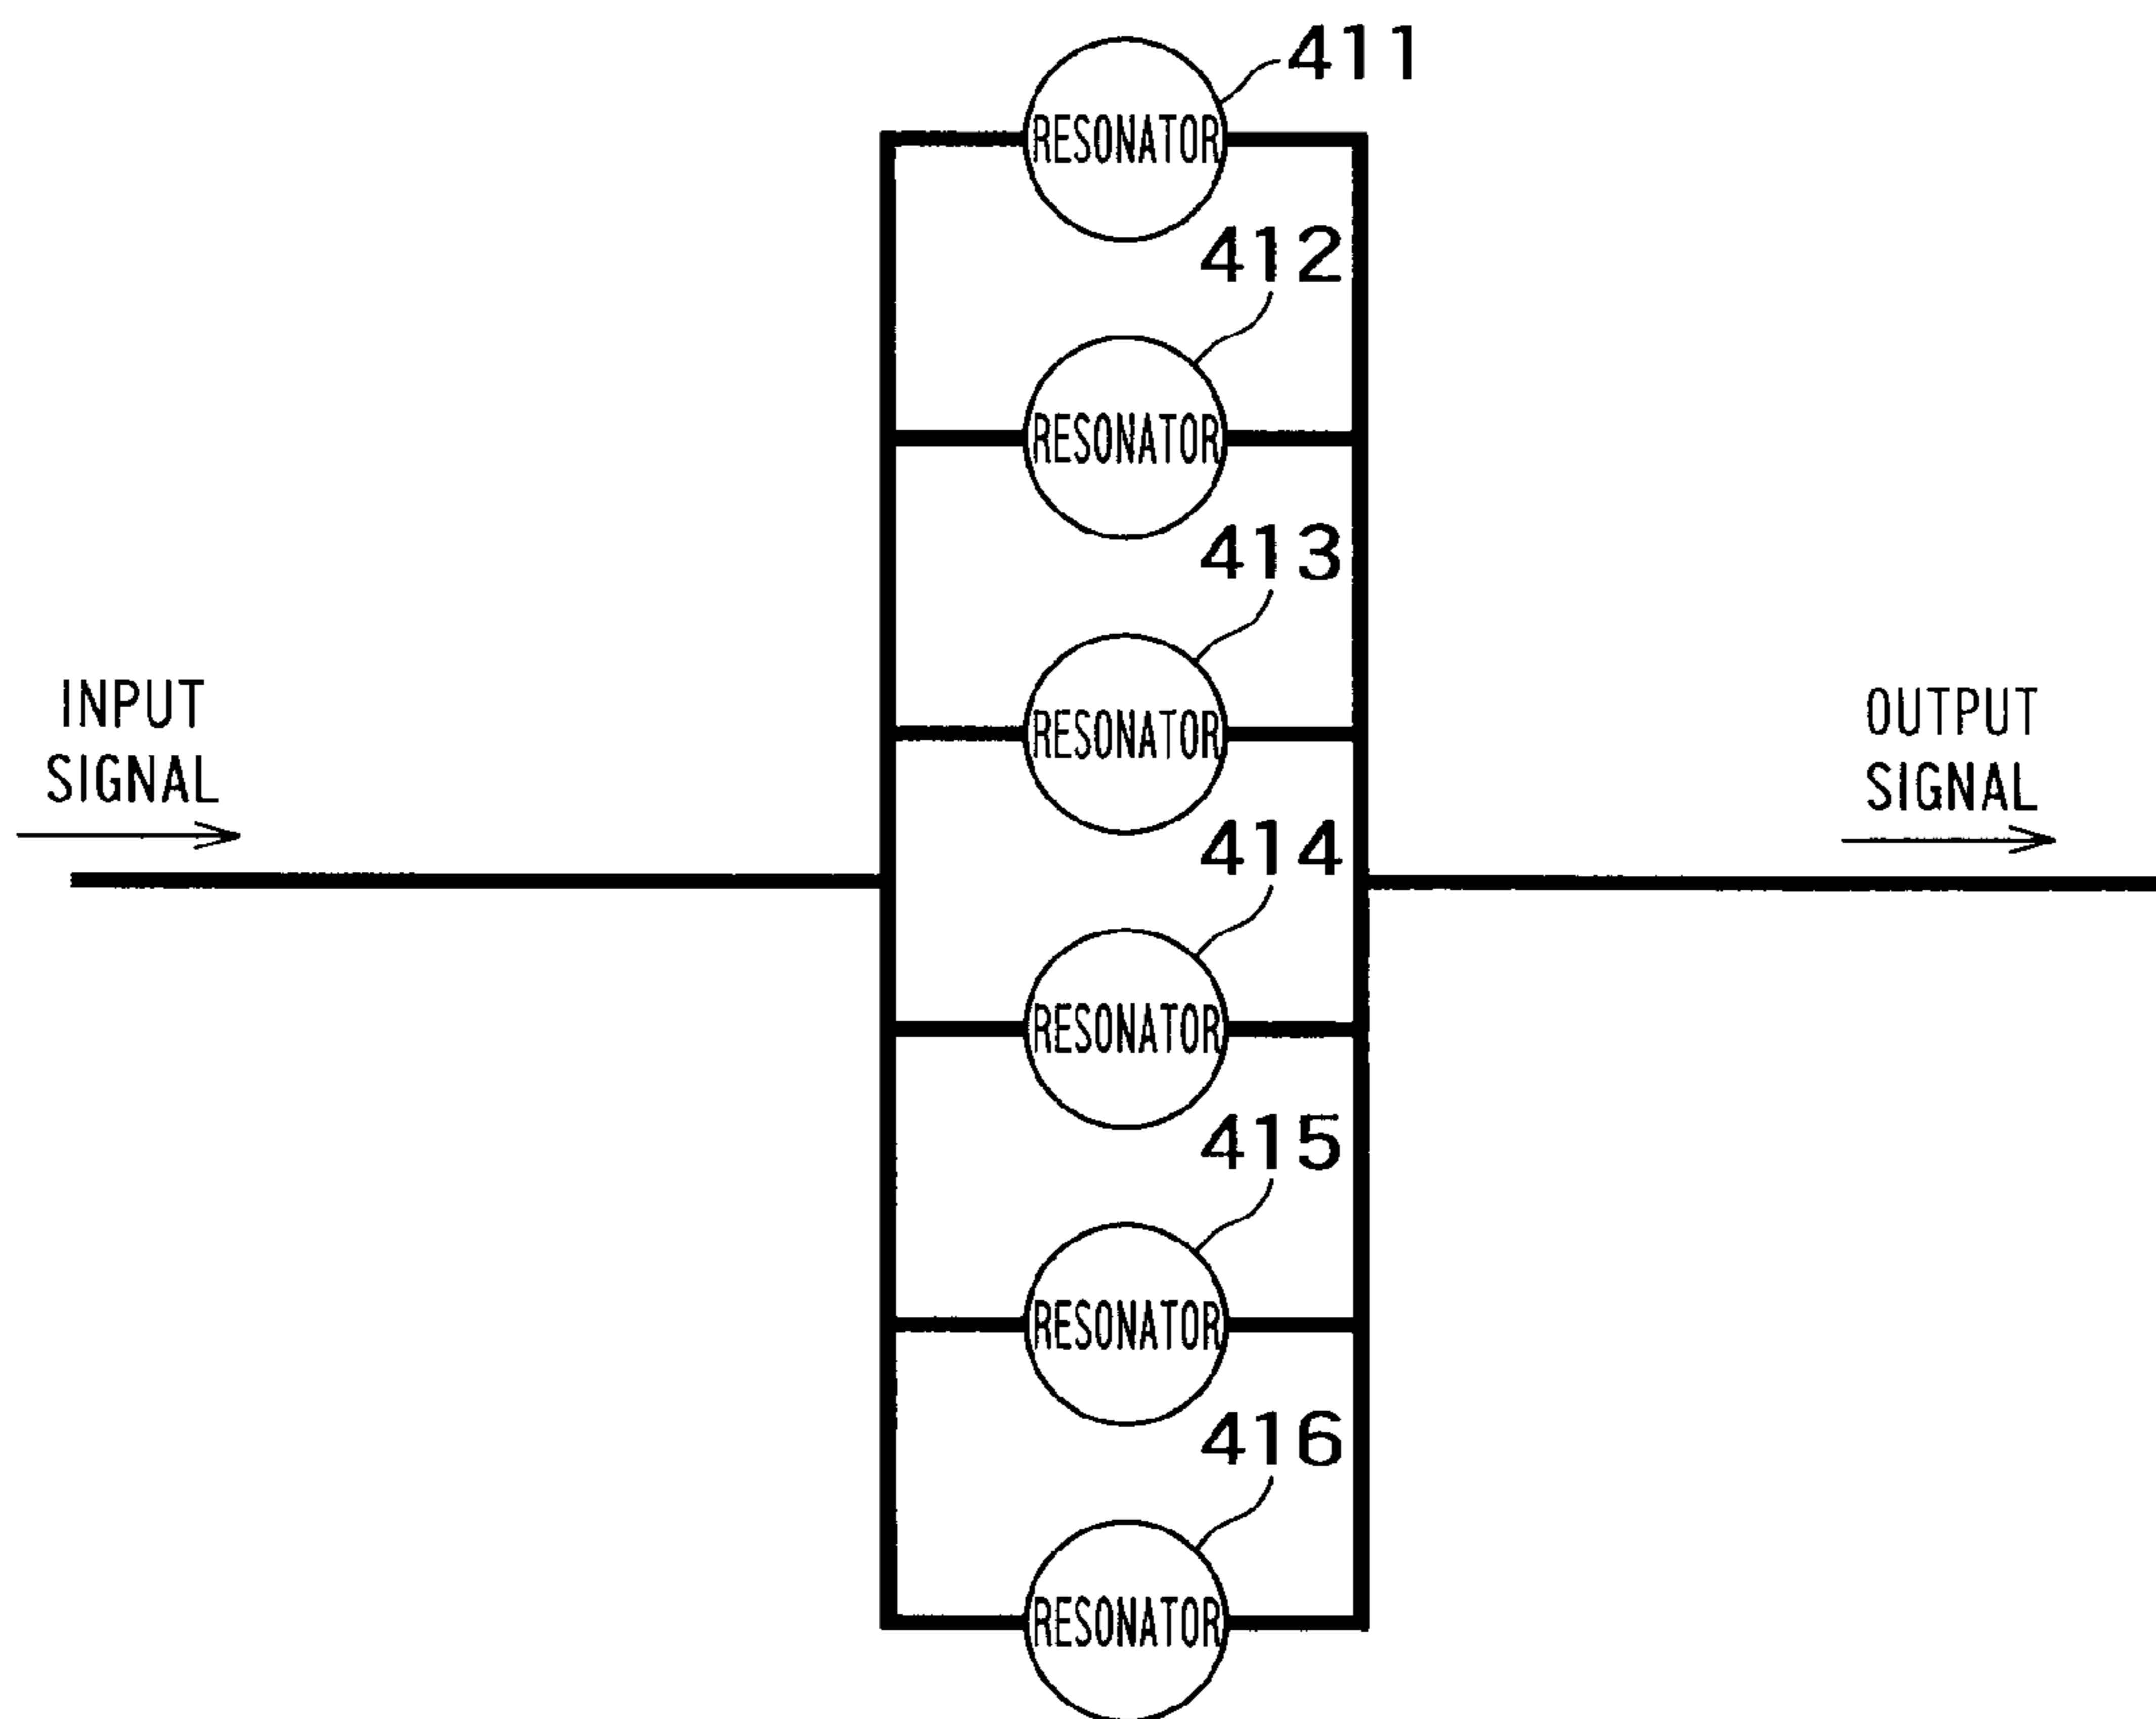 411
RESONATOR
412
RESONATOR
413
RESONATOR
INPUT
SIGNAL
OUTPUT
SIGNAL
414
RESONATOR
415
RESONATOR
416
RESONATOR